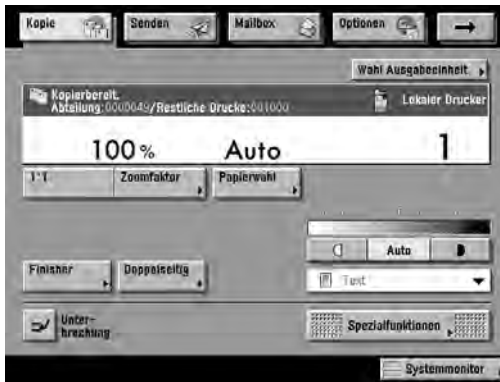 Kopie
Senden
Mailbox
Optionen
Wahl Ausgabeeinheit
Kopierbereit.
Abteilung:0000049/Restliche Drucke:001000
Lokaler Drucker
100 % Auto 1
1:1
Zoomfaktor
Papierwahl
Auto
Finisher
Doppelseitig
Text
Unter-
brechung
Spezialfunktionen
Systemmonitor